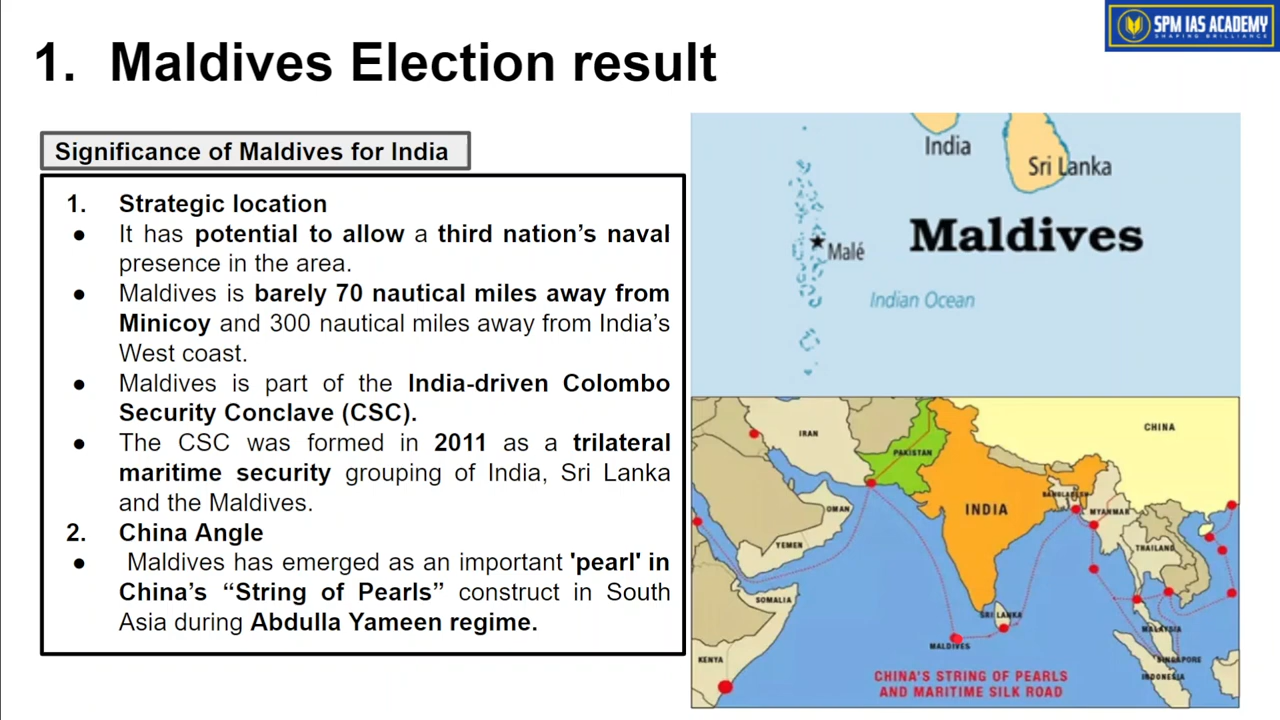 SPM IAS ACADEMY
SHAPING BRILLIANCE
1. Maldives Election result
Significance of Maldives for India
1. Strategic location
● It has potential to allow a third nation’s naval
presence in the area.
● Maldives is barely 70 nautical miles away from
Minicoy and 300 nautical miles away from India’s
West coast.
● Maldives is part of the India-driven Colombo
Security Conclave (CSC).
● The CSC was formed in 2011 as a trilateral
maritime security grouping of India, Sri Lanka
and the Maldives.
2. China Angle
● Maldives has emerged as an important 'pearl' in
China’s “String of Pearls” construct in South
Asia during Abdulla Yameen regime.
India
Sri Lanka
Maldives
Malé
Indian Ocean
CHINA
IRAN
PAKISTAN
BANGLADESH
OMAN
INDIA
MYANMAR
YEMEN
THAILAND
SOMALIA
SRI LANKA
MALAYSIA
MALDIVES
KENYA
SINGAPORE
INDONESIA
CHINA'S STRING OF PEARLS
AND MARITIME SILK ROAD